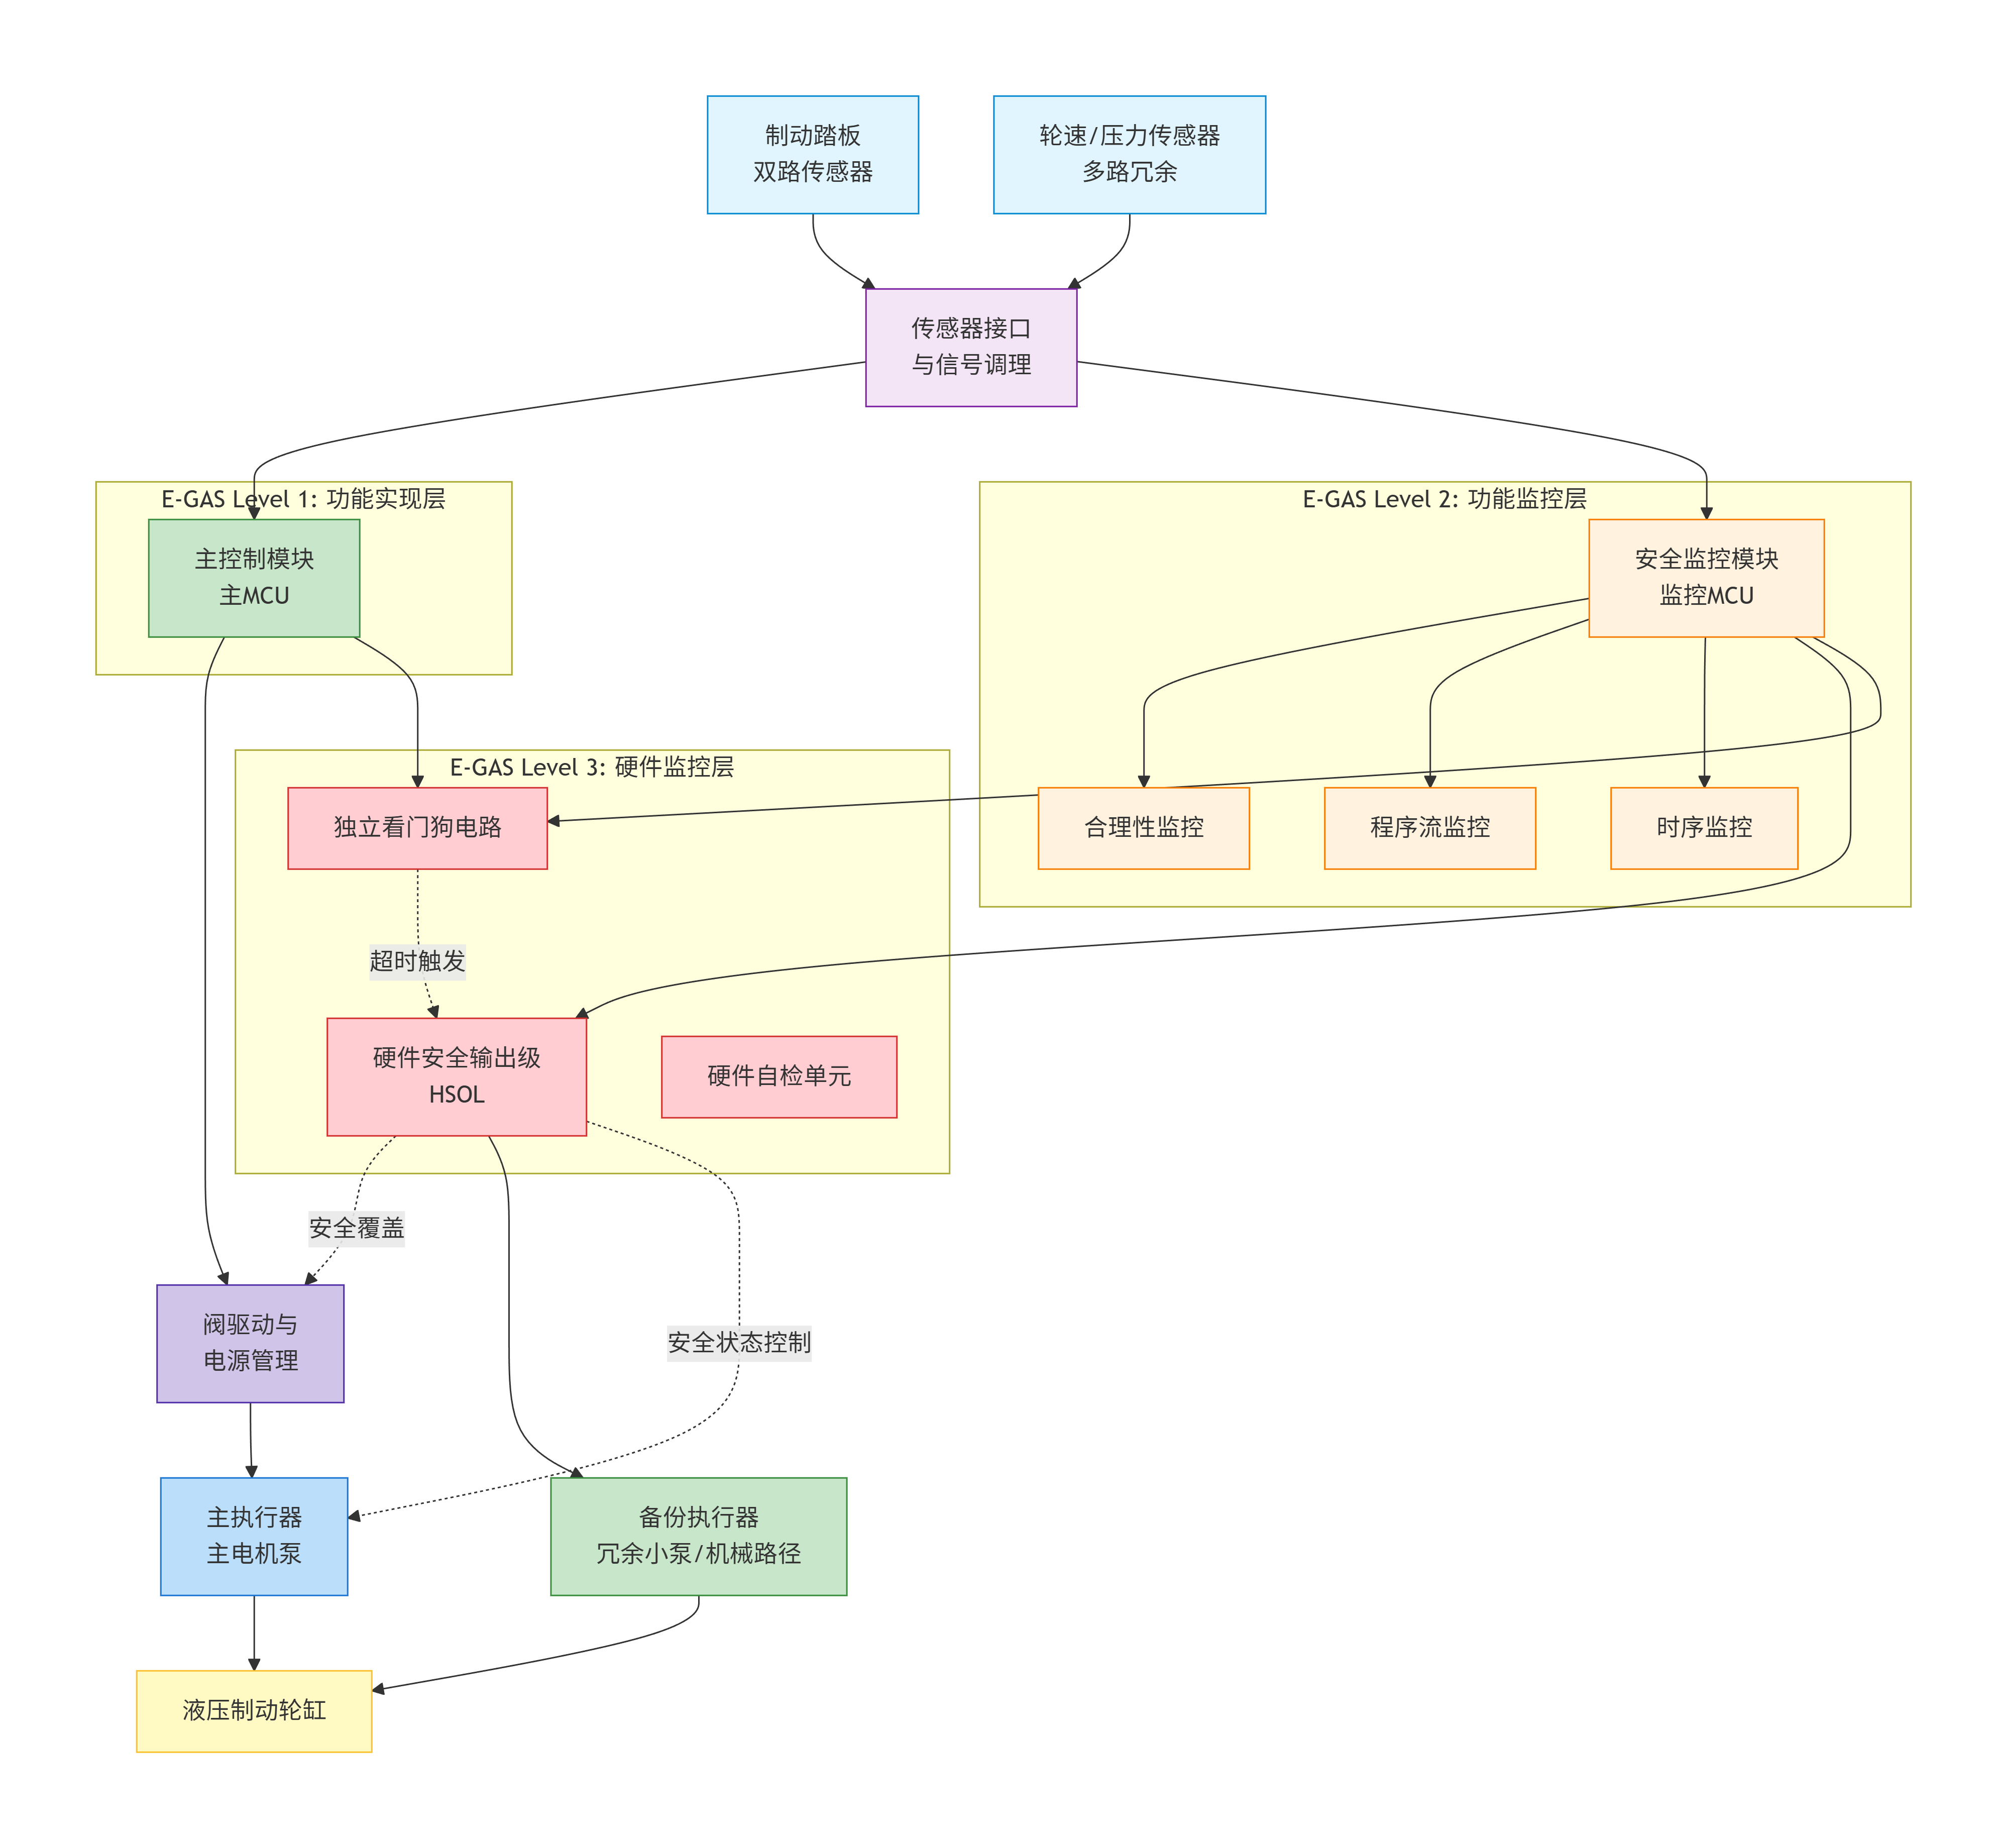 制动踏板
双路传感器
轮速/压力传感器
多路冗余
传感器接口
与信号调理
E-GAS Level 1: 功能实现层
主控制模块
主MCU
E-GAS Level 2: 功能监控层
安全监控模块
监控MCU
E-GAS Level 3: 硬件监控层
独立看门狗电路
合理性监控
程序流监控
时序监控
超时触发
硬件安全输出级
HSOL
硬件自检单元
安全覆盖
安全状态控制
阀驱动与
电源管理
主执行器
主电机泵
备份执行器
冗余小泵/机械路径
液压制动轮缸